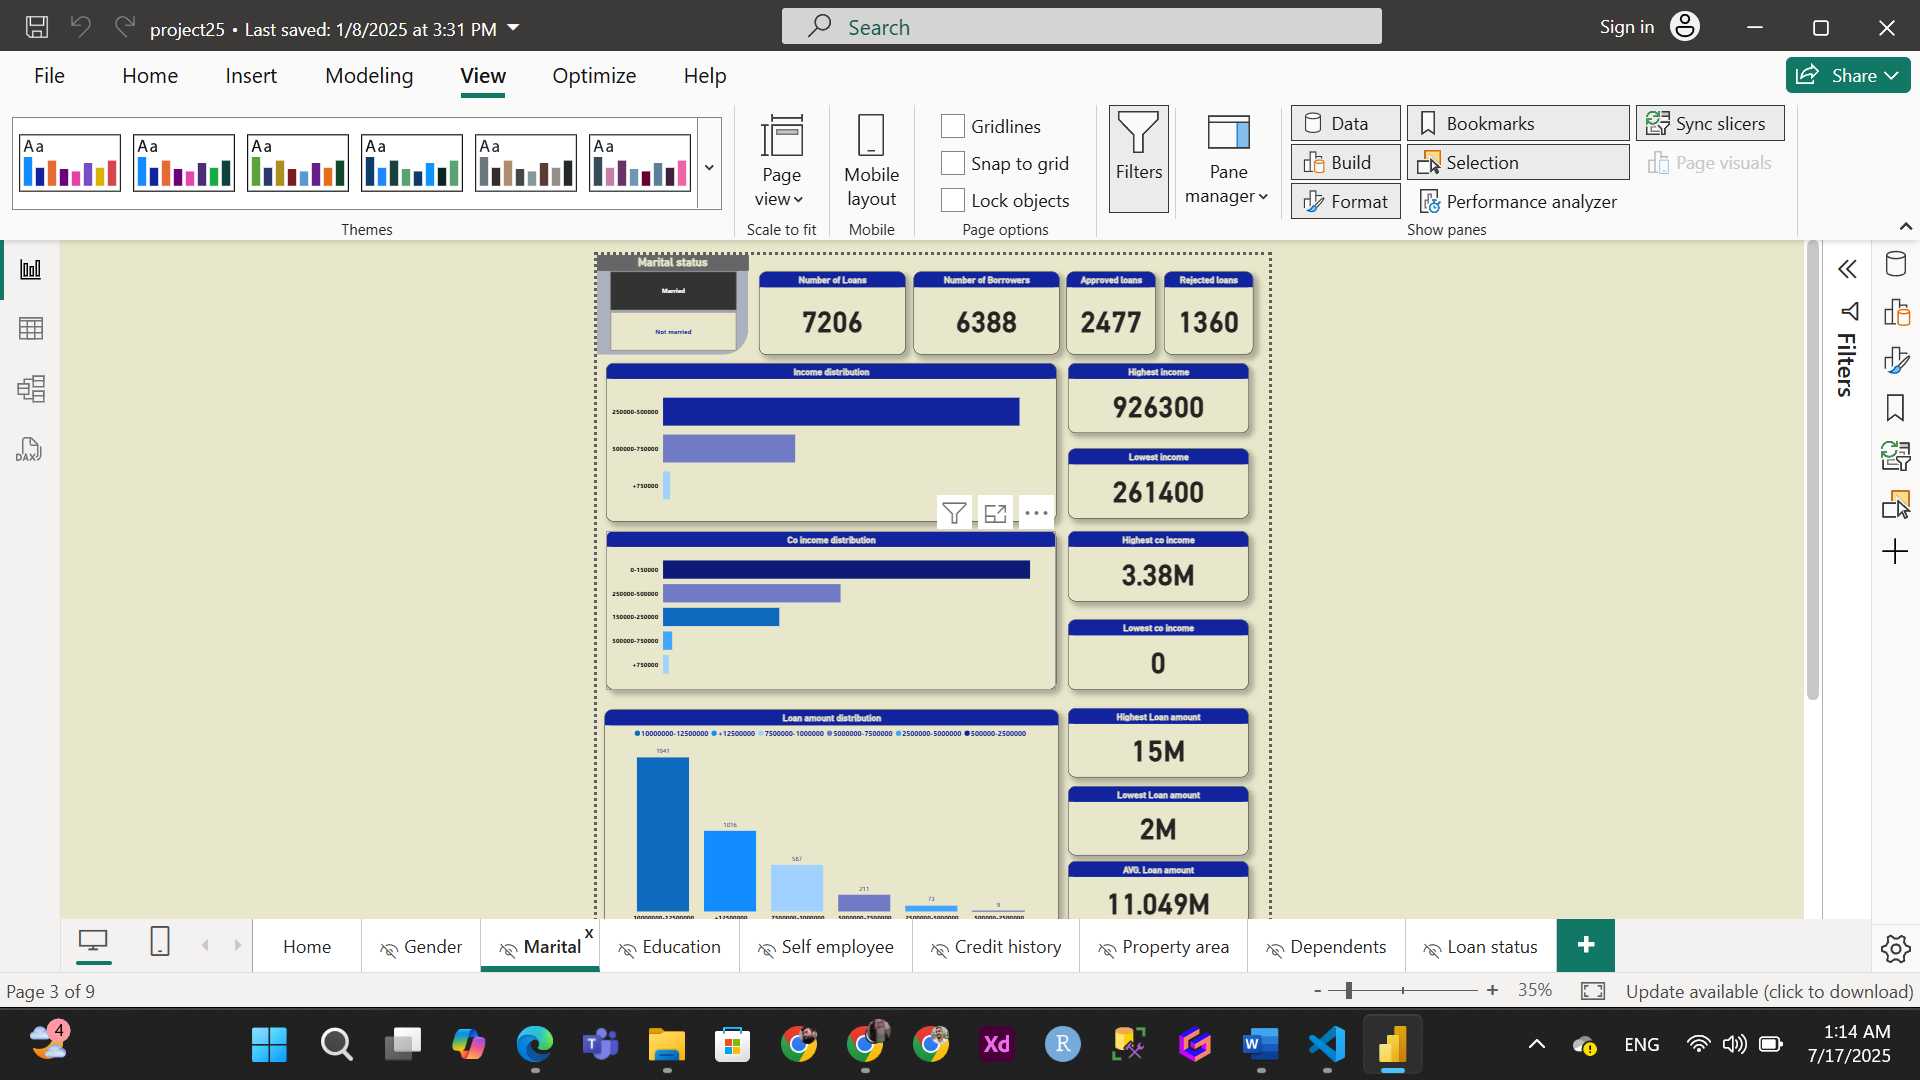 project25 • Last saved: 1/8/2025 at 3:31 PM
Search
Sign in
File Home Insert Modeling View Optimize Help
Share
Aa Aa Aa Aa Aa Aa
Themes
Page view
Scale to fit
Mobile layout
Mobile
Gridlines
Snap to grid
Lock objects
Page options
Filters
Pane manager
Data Bookmarks Sync slicers
Build Selection Page visuals
Format Performance analyzer
Show panes
DAX
Filters
Marital status
Married
Not married
Number of Loans
7206
Number of Borrowers
6388
Approved loans
2477
Rejected loans
1360
Income distribution
250000-500000
500000-750000
+750000
Highest income
926300
Lowest income
261400
Co income distribution
0-150000
250000-500000
150000-250000
500000-750000
+750000
Highest co income
3.38M
Lowest co income
0
Loan amount distribution
10000000-12500000 +12500000 7500000-1000000 5000000-7500000 2500000-5000000 500000-2500000
1941
1016
587
211
73
9
10000000-12500000 +12500000 7500000-1000000 5000000-7500000 2500000-5000000 500000-2500000
Highest Loan amount
15M
Lowest Loan amount
2M
AVG. Loan amount
11.049M
Home Gender Marital x Education Self employee Credit history Property area Dependents Loan status +
Page 3 of 9
- + 35%
Update available (click to download)
4
Xd
R
W
ENG
1:14 AM
7/17/2025